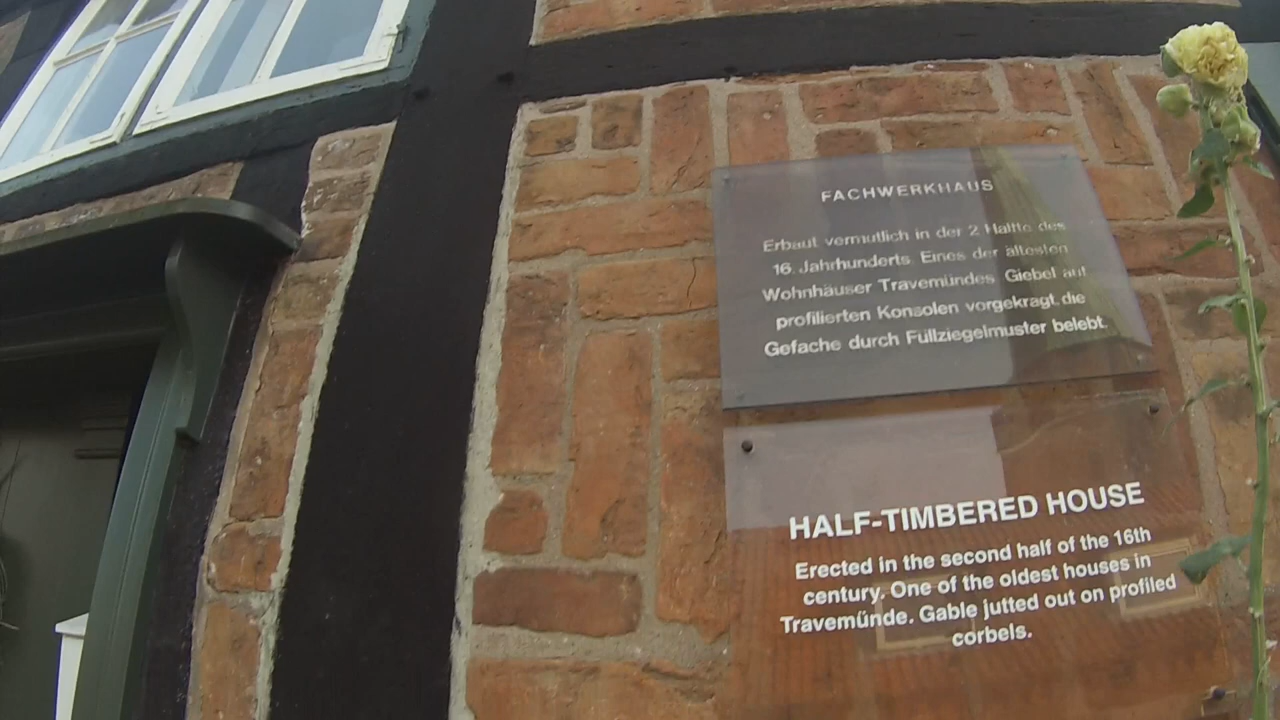 FACHWERKHAUS
Erbaut vermutlich in der 2 Hälfte des
16. Jahrhunderts. Eines der ältesten
Wohnhäuser Travemündes. Giebel auf
profilierten Konsolen vorgekragt, die
Gefache durch Füllziegelmuster belebt.
HALF-TIMBERED HOUSE
Erected in the second half of the 16th
century. One of the oldest houses in
Travemünde. Gable jutted out on profiled
corbels.